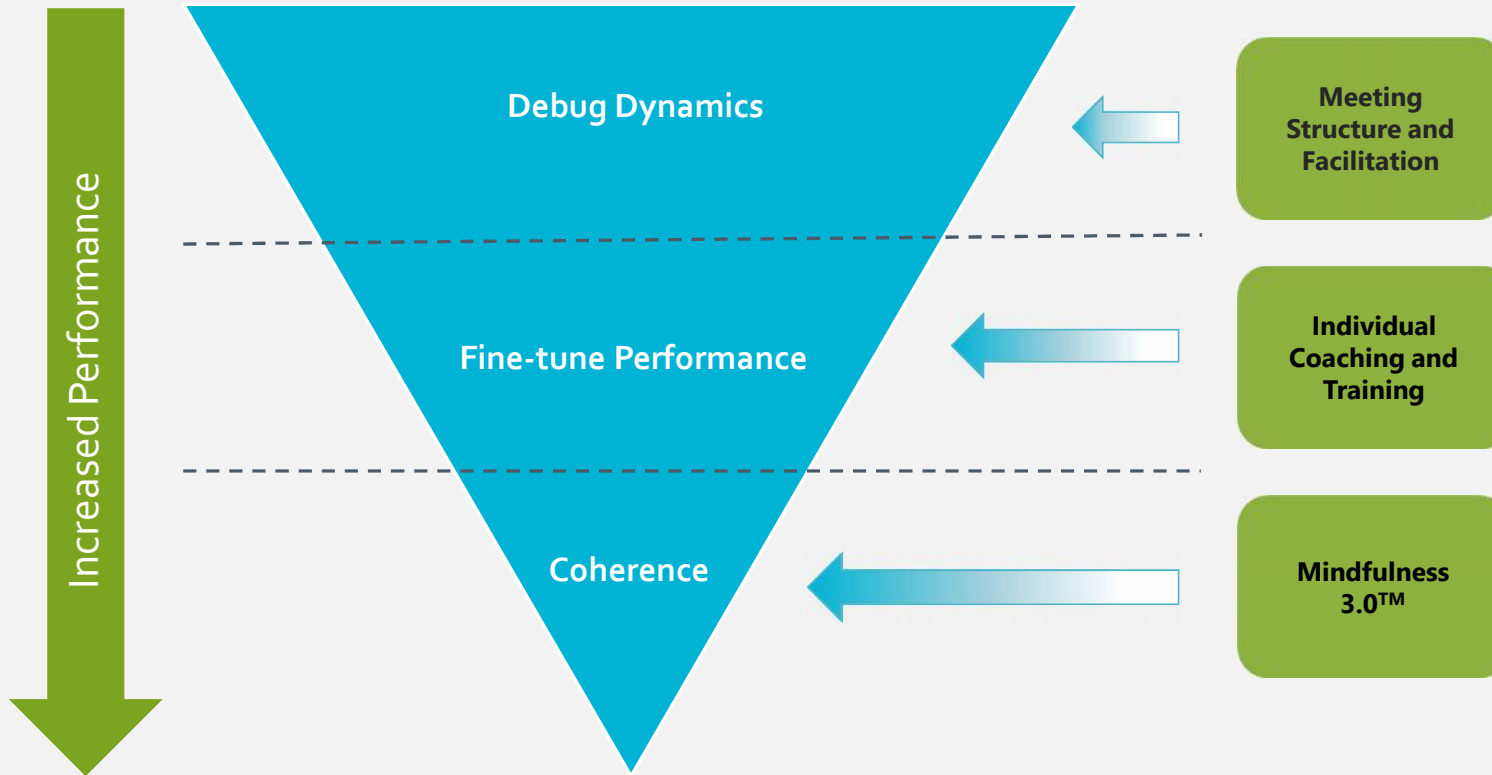 Increased Performance
Debug Dynamics
Meeting
Structure and
Facilitation
Fine-tune Performance
Individual
Coaching and
Training
Coherence
Mindfulness
3.0™